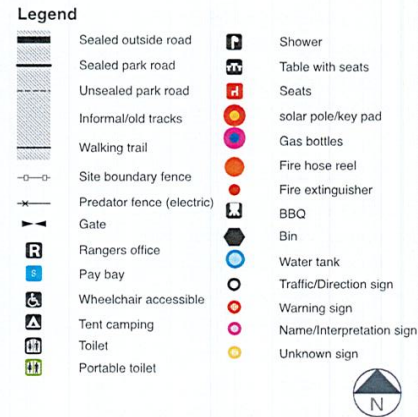 Legend
Sealed outside road
Sealed park road
Unsealed park road
Informal/old tracks
Walking trail
Site boundary fence
Predator fence (electric)
Gate
R Rangers office
S Pay bay
Wheelchair accessible
Tent camping
Toilet
Portable toilet
Shower
Table with seats
Seats
solar pole/key pad
Gas bottles
Fire hose reel
Fire extinguisher
BBQ
Bin
Water tank
Traffic/Direction sign
Warning sign
Name/Interpretation sign
Unknown sign
N